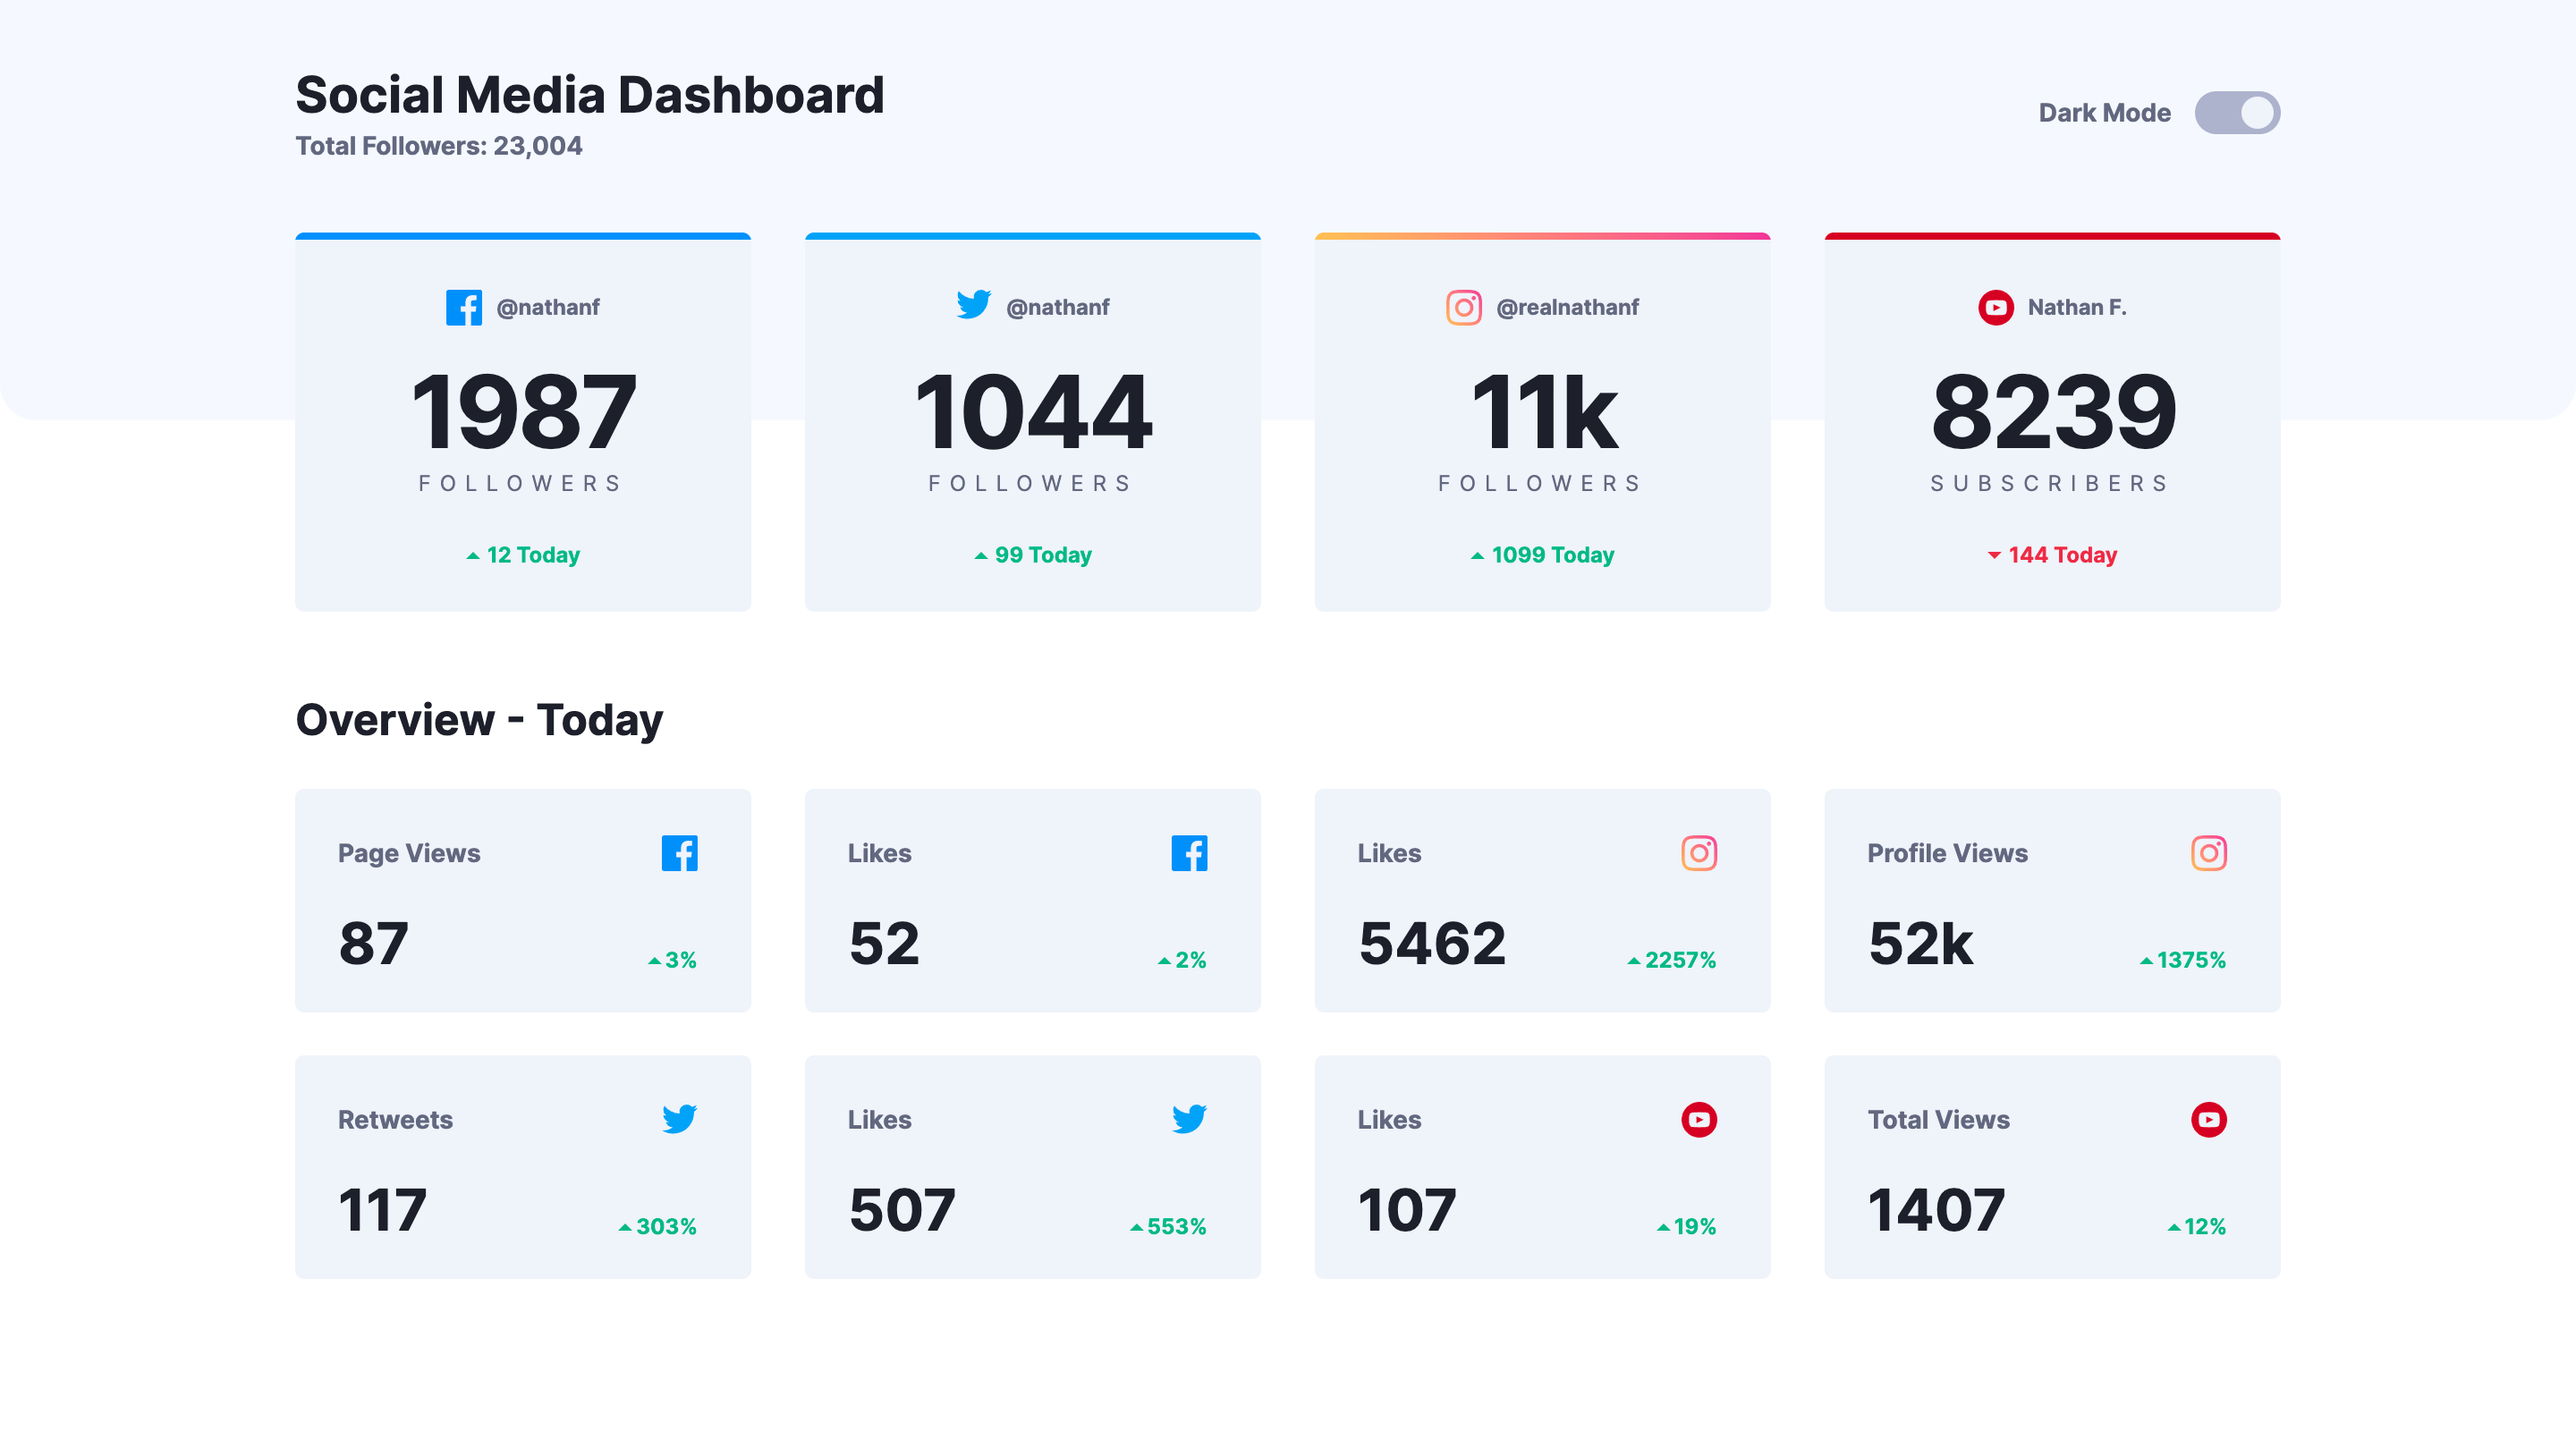 Social Media Dashboard
Total Followers: 23,004
Dark Mode
@nathanf
1987
FOLLOWERS
12 Today
@nathanf
1044
FOLLOWERS
99 Today
@realnathanf
11k
FOLLOWERS
1099 Today
Nathan F.
8239
SUBSCRIBERS
144 Today
Overview - Today
Page Views
87
3%
Likes
52
2%
Likes
5462
2257%
Profile Views
52k
1375%
Retweets
117
303%
Likes
507
553%
Likes
107
19%
Total Views
1407
12%